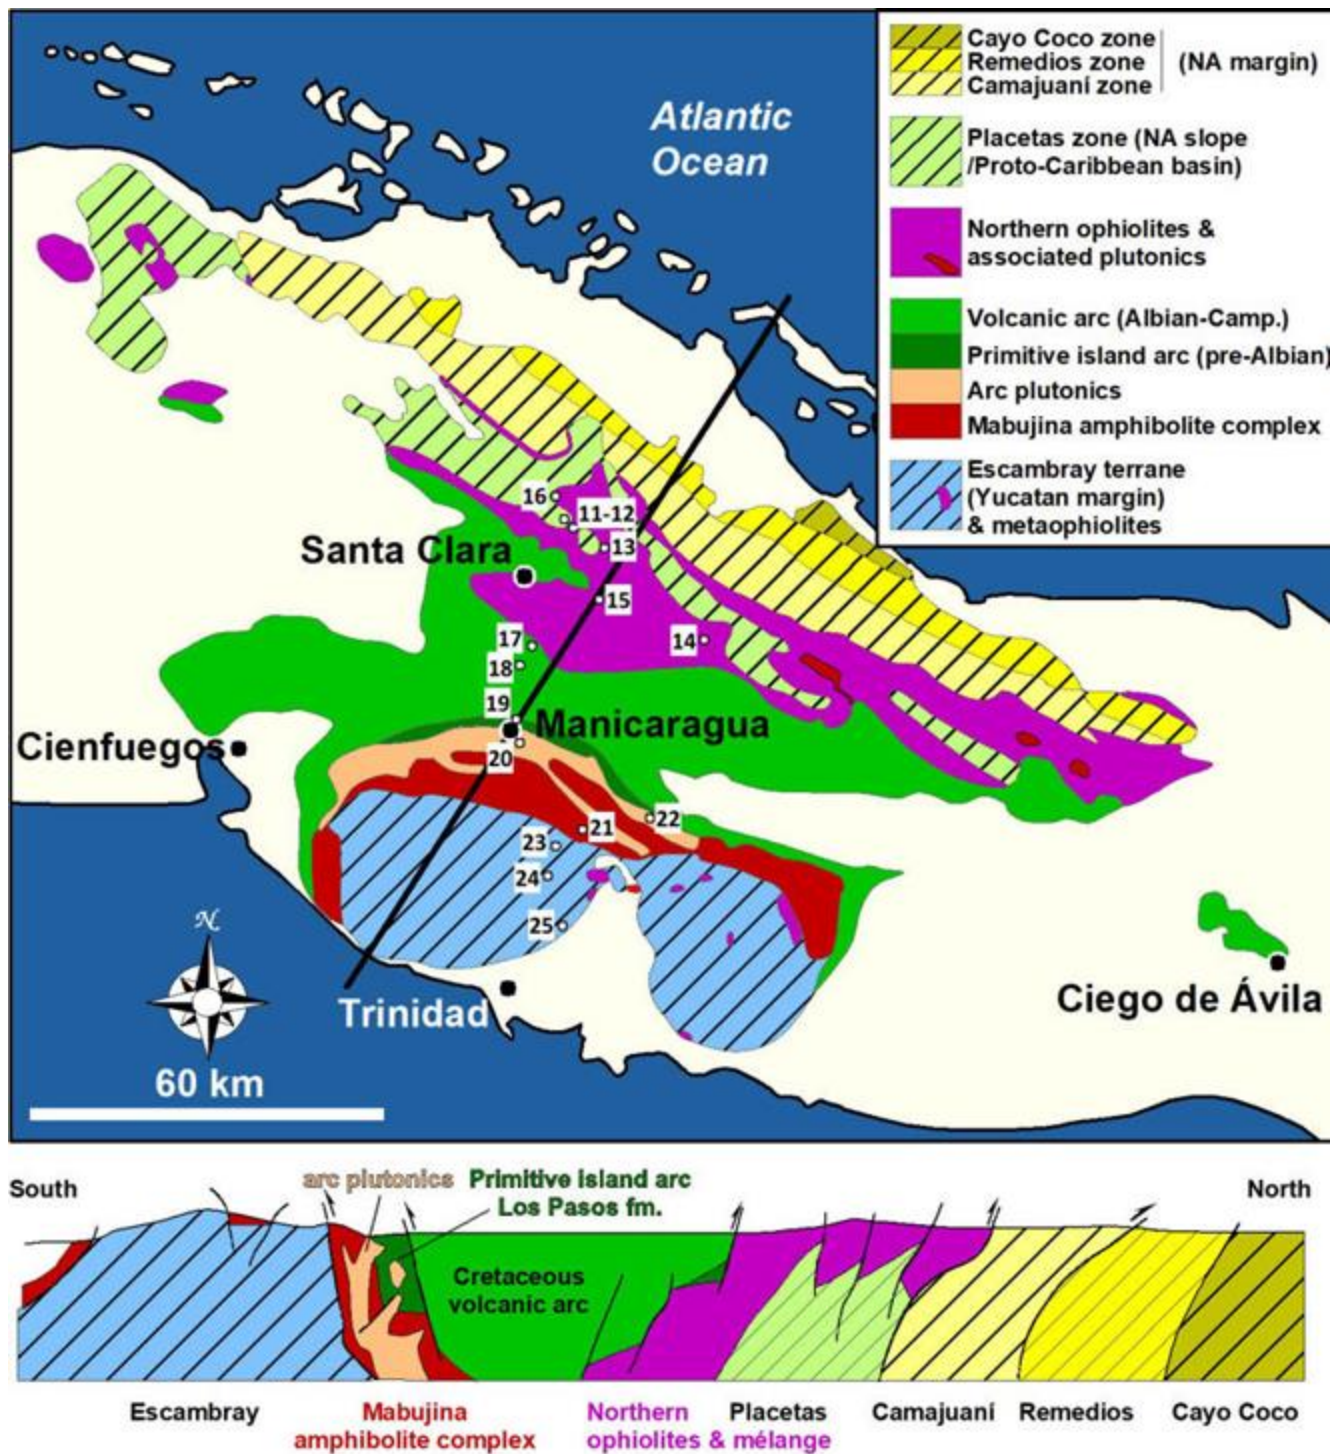 Atlantic
Ocean
Cayo Coco zone
Remedios zone
Camajuaní zone
(NA margin)
Placetas zone (NA slope
/Proto-Caribbean basin)
Northern ophiolites &
associated plutonics
Volcanic arc (Albian-Camp.)
Primitive island arc (pre-Albian)
Arc plutonics
Mabujina amphibolite complex
Escambray terrane
(Yucatan margin)
& metaophiolites
16
11-12
Santa Clara
13
15
17
14
18
19
Manicaragua
Cienfuegos
20
22
21
23
24
25
N
Trinidad
Ciego de Ávila
60 km
South
arc plutonics
Primitive island arc
Los Pasos fm.
North
Cretaceous
volcanic arc
Escambray
Mabujina
amphibolite complex
Northern
ophiolites & mélange
Placetas
Camajuaní
Remedios
Cayo Coco